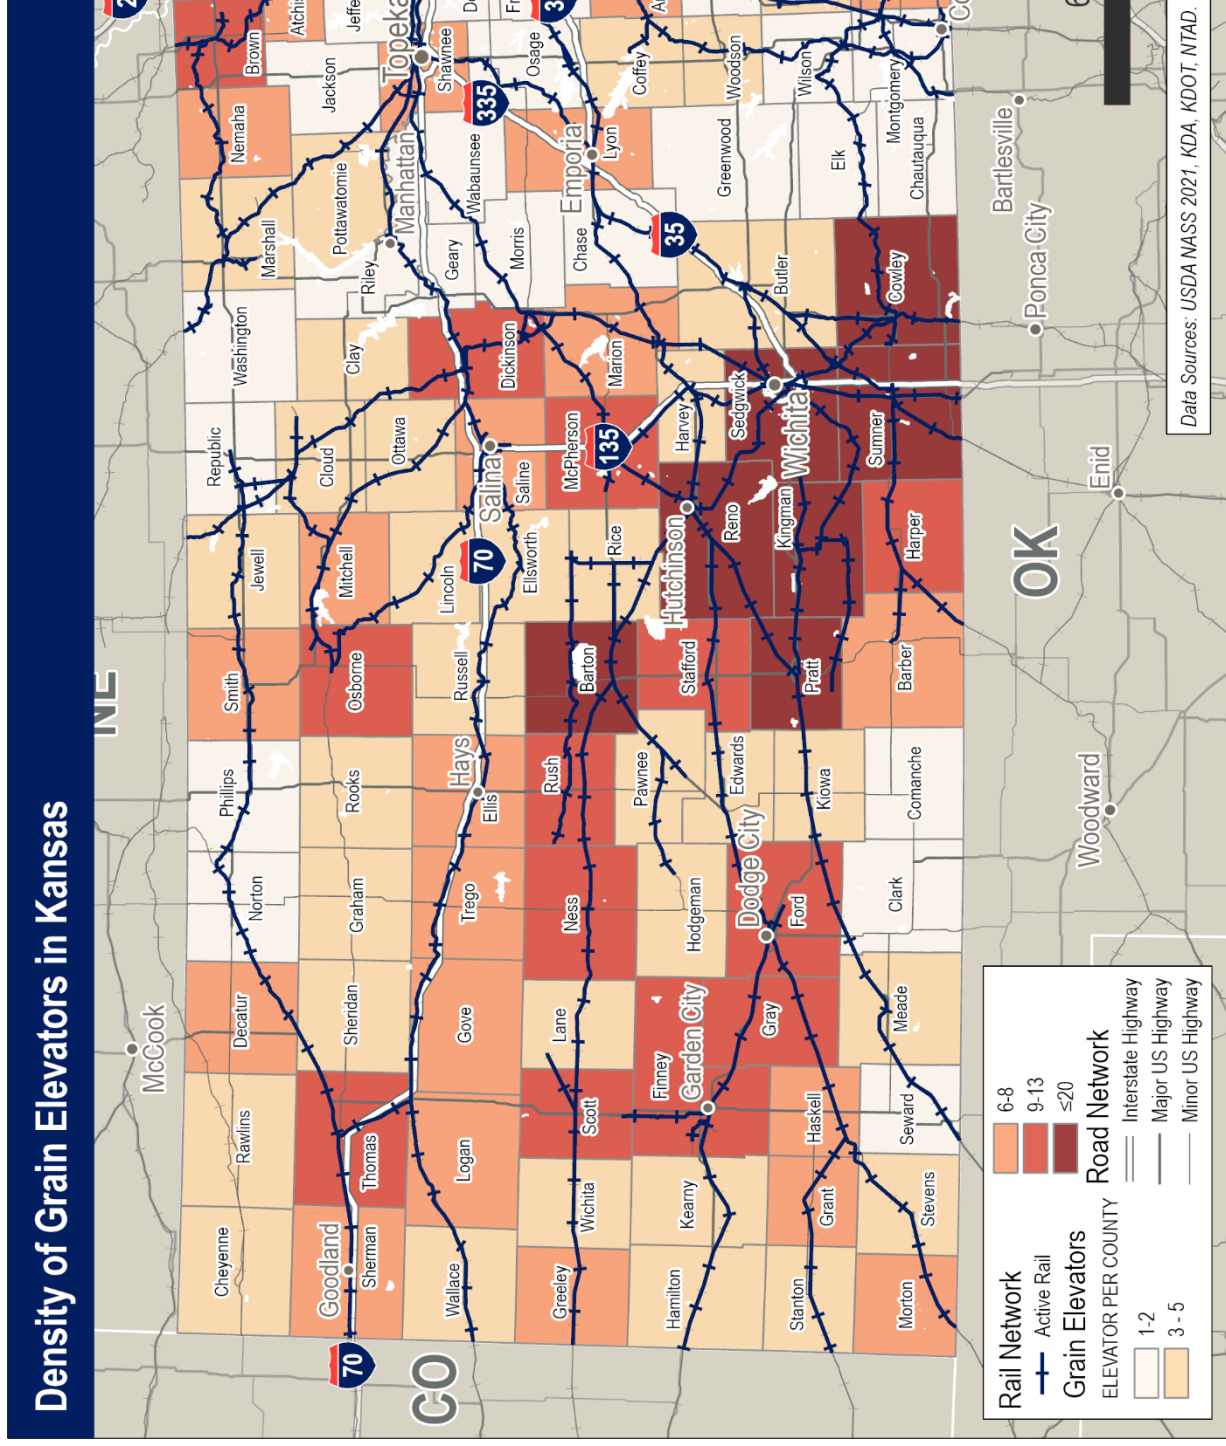 Density of Grain Elevators in Kansas
NE
McCook
CO
OK
Cheyenne
Rawlins
Decatur
Norton
Phillips
Smith
Jewell
Republic
Washington
Marshall
Nemaha
Brown
Goodland
Sherman
Thomas
Sheridan
Graham
Rooks
Osborne
Mitchell
Cloud
Clay
Riley
Pottawatomie
Jackson
Manhattan
Topeka
Shawnee
Wallace
Logan
Gove
Trego
Ellis
Hays
Russell
Lincoln
Ottawa
Salina
Saline
Dickinson
Geary
Wabaunsee
Osage
Greeley
Wichita
Scott
Lane
Ness
Rush
Barton
Ellsworth
Rice
McPherson
Marion
Morris
Chase
Lyon
Emporia
Coffey
Hamilton
Kearny
Finney
Garden City
Hodgeman
Pawnee
Edwards
Stafford
Hutchinson
Reno
Harvey
Sedgwick
Wichita
Butler
Greenwood
Woodson
Wilson
Stanton
Grant
Haskell
Gray
Dodge City
Ford
Kiowa
Pratt
Kingman
Sumner
Cowley
Elk
Montgomery
Chautauqua
Morton
Stevens
Seward
Meade
Clark
Comanche
Barber
Harper
70
70
135
335
35
Woodward
Enid
Ponca City
Bartlesville
Rail Network
Active Rail
Grain Elevators
ELEVATOR PER COUNTY
1-2
3 - 5
6-8
9-13
≤20
Road Network
Interstate Highway
Major US Highway
Minor US Highway
Data Sources: USDA NASS 2021, KDA, KDOT, NTAD.